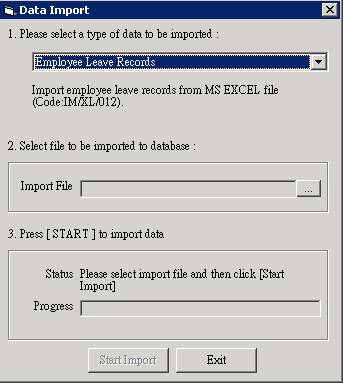 Data Import
1. Please select a type of data to be imported :
Employee Leave Records
Import employee leave records from MS EXCEL file
(Code:IM/XL/012).
2. Select file to be imported to database :
Import File
...
3. Press [ START ] to import data
Status Please select import file and then click [Start
Import]
Progress
Start Import Exit